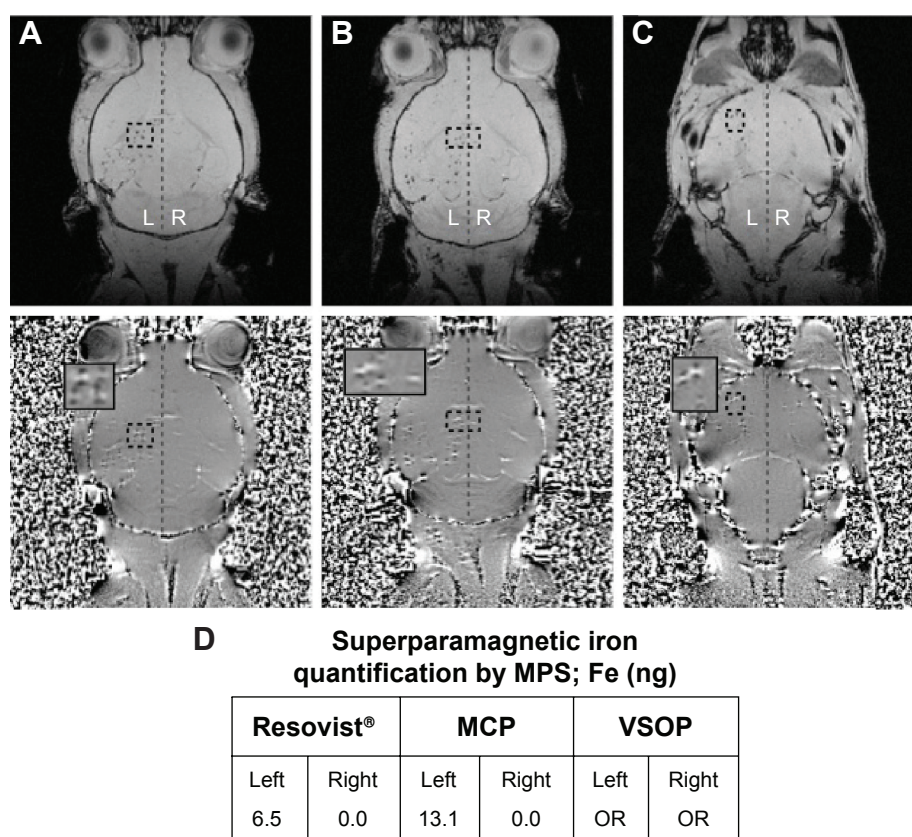 A B C
L R L R L R
D Superparamagnetic iron
quantification by MPS; Fe (ng)
Resovist® MCP VSOP
Left Right Left Right Left Right
6.5 0.0 13.1 0.0 OR OR